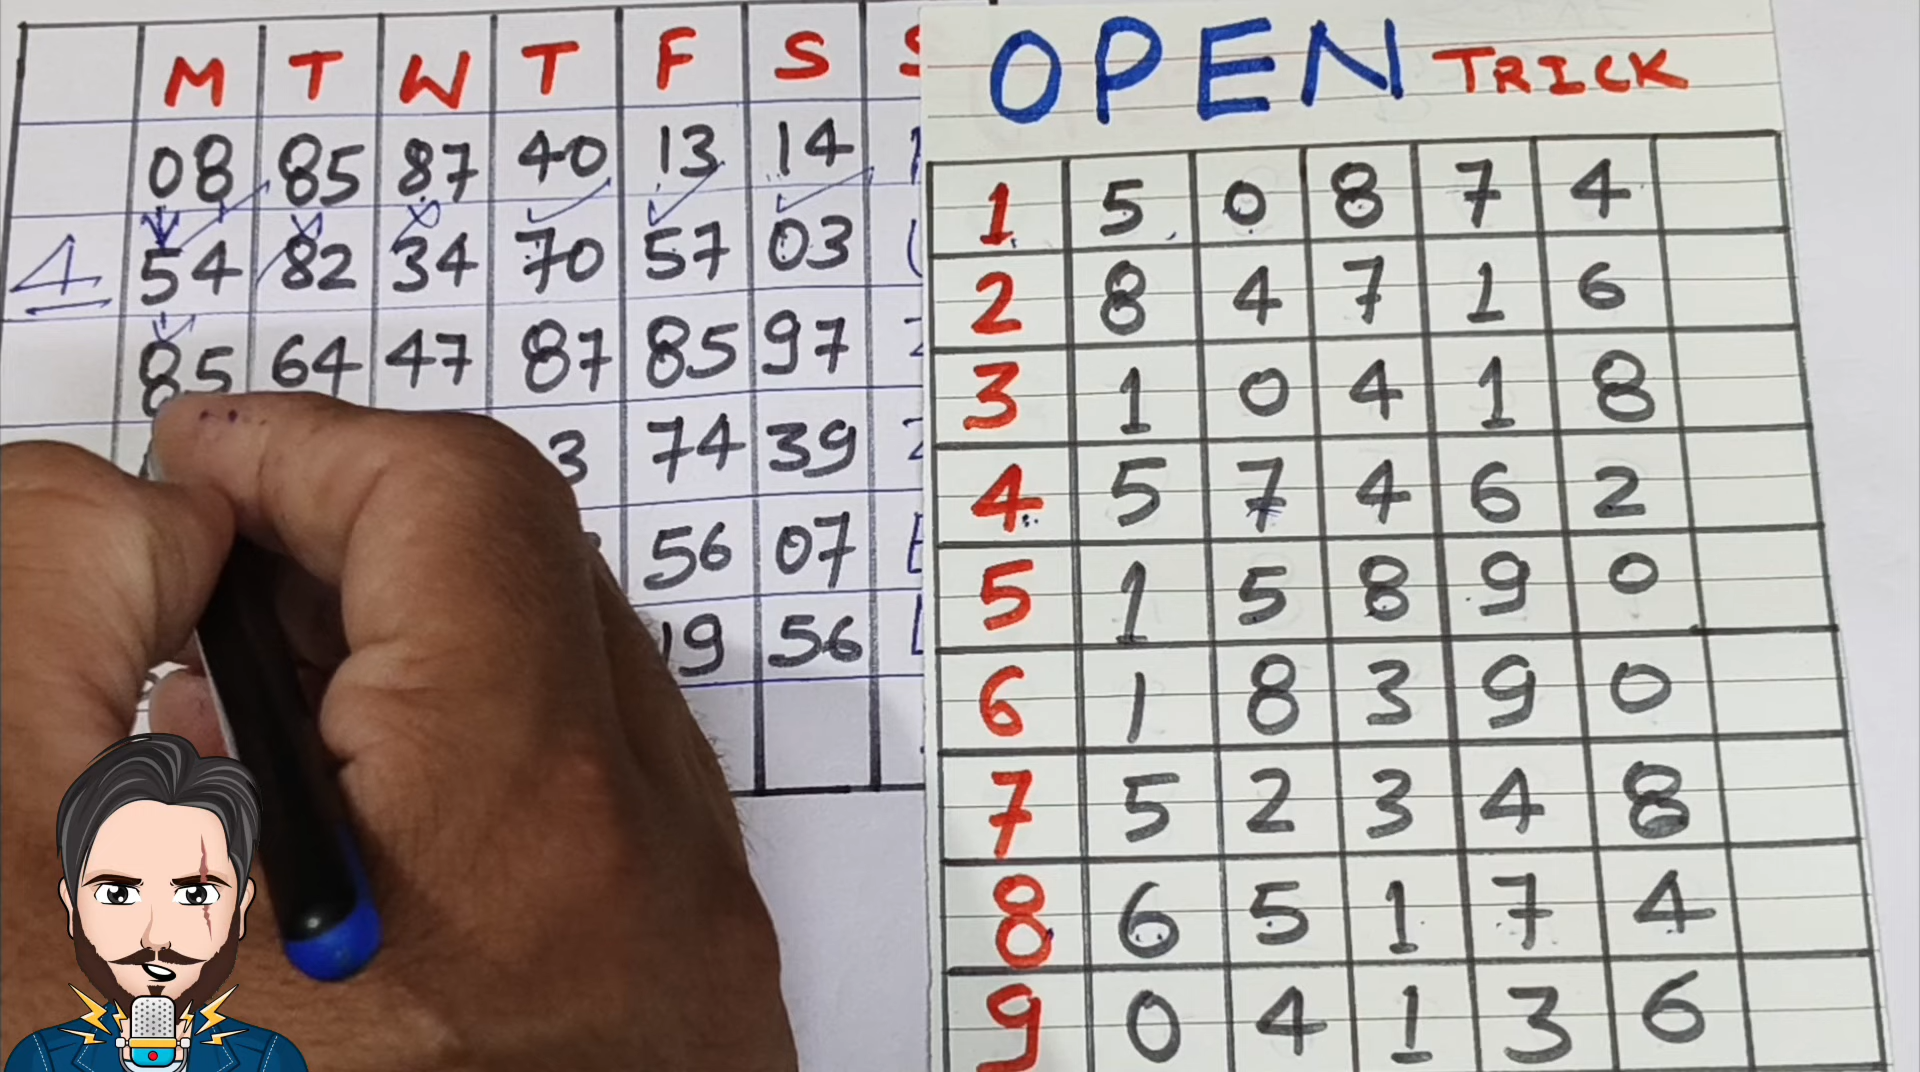 M T W T F S
08 85 87 40 13 14
4 54 82 34 70 57 03
85 64 47 87 85 97
3 74 39
56 07
19 56
OPEN TRICK
1 5 0 8 7 4
2 8 4 7 1 6
3 1 0 4 1 8
4 5 7 4 6 2
5 1 5 8 9 0
6 1 8 3 9 0
7 5 2 3 4 8
8 6 5 1 7 4
9 0 4 1 3 6